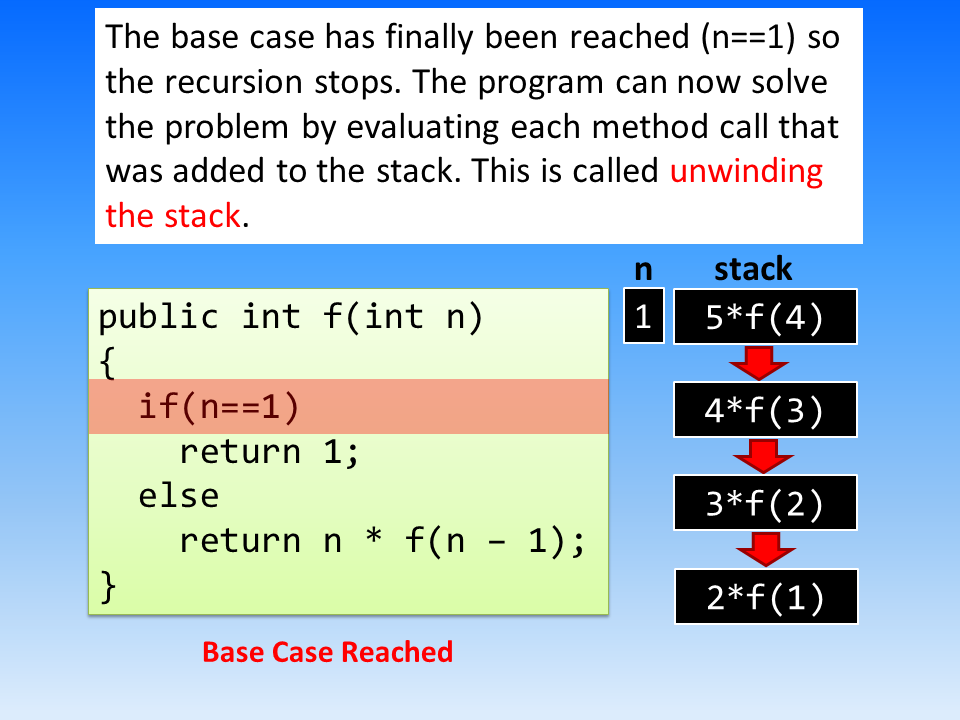 The base case has finally been reached (n==1) so
the recursion stops. The program can now solve
the problem by evaluating each method call that
was added to the stack. This is called unwinding
the stack.
n stack
public int f(int n)
{
  if(n==1)
    return 1;
  else
    return n * f(n – 1);
}
1
5*f(4)
4*f(3)
3*f(2)
2*f(1)
Base Case Reached